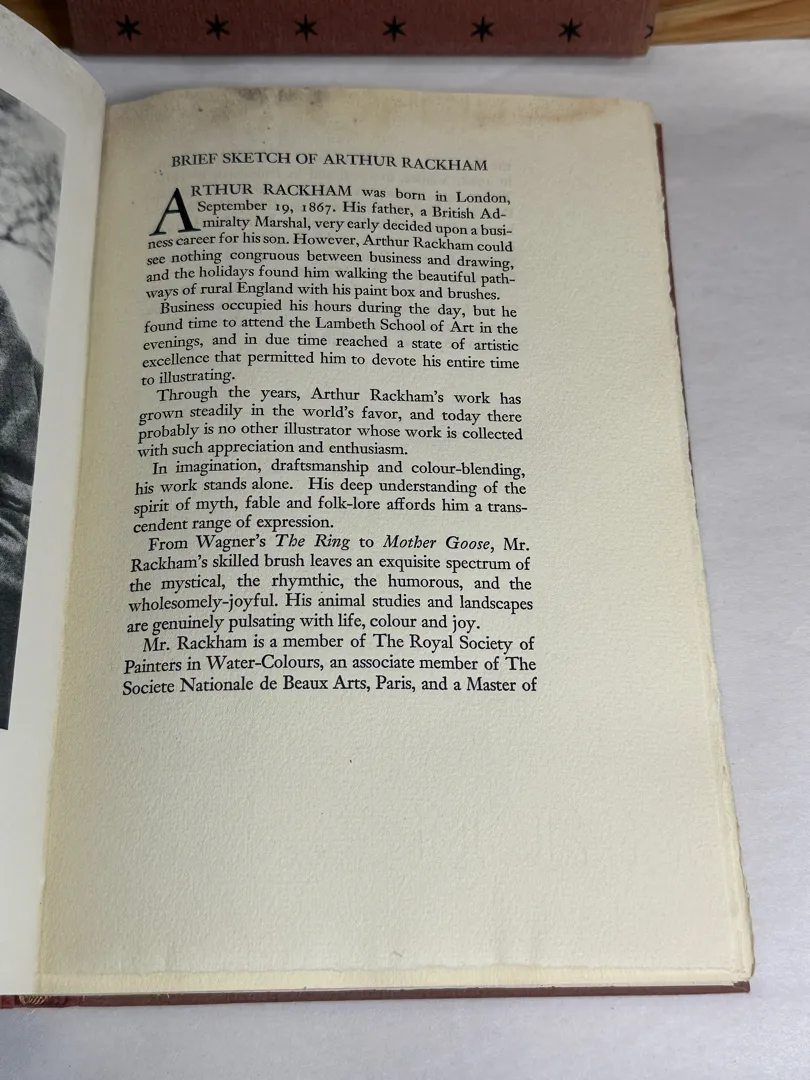 BRIEF SKETCH OF ARTHUR RACKHAM
ARTHUR RACKHAM was born in London,
September 19, 1867. His father, a British Ad-
miralty Marshal, very early decided upon a busi-
ness career for his son. However, Arthur Rackham could
see nothing congruous between business and drawing,
and the holidays found him walking the beautiful path-
ways of rural England with his paint box and brushes.
Business occupied his hours during the day, but he
found time to attend the Lambeth School of Art in the
evenings, and in due time reached a state of artistic
excellence that permitted him to devote his entire time
to illustrating.
Through the years, Arthur Rackham's work has
grown steadily in the world's favor, and today there
probably is no other illustrator whose work is collected
with such appreciation and enthusiasm.
In imagination, draftsmanship and colour-blending,
his work stands alone. His deep understanding of the
spirit of myth, fable and folk-lore affords him a trans-
cendent range of expression.
From Wagner's The Ring to Mother Goose, Mr.
Rackham's skilled brush leaves an exquisite spectrum of
the mystical, the rhymthic, the humorous, and the
wholesomely-joyful. His animal studies and landscapes
are genuinely pulsating with life, colour and joy.
Mr. Rackham is a member of The Royal Society of
Painters in Water-Colours, an associate member of The
Societe Nationale de Beaux Arts, Paris, and a Master of